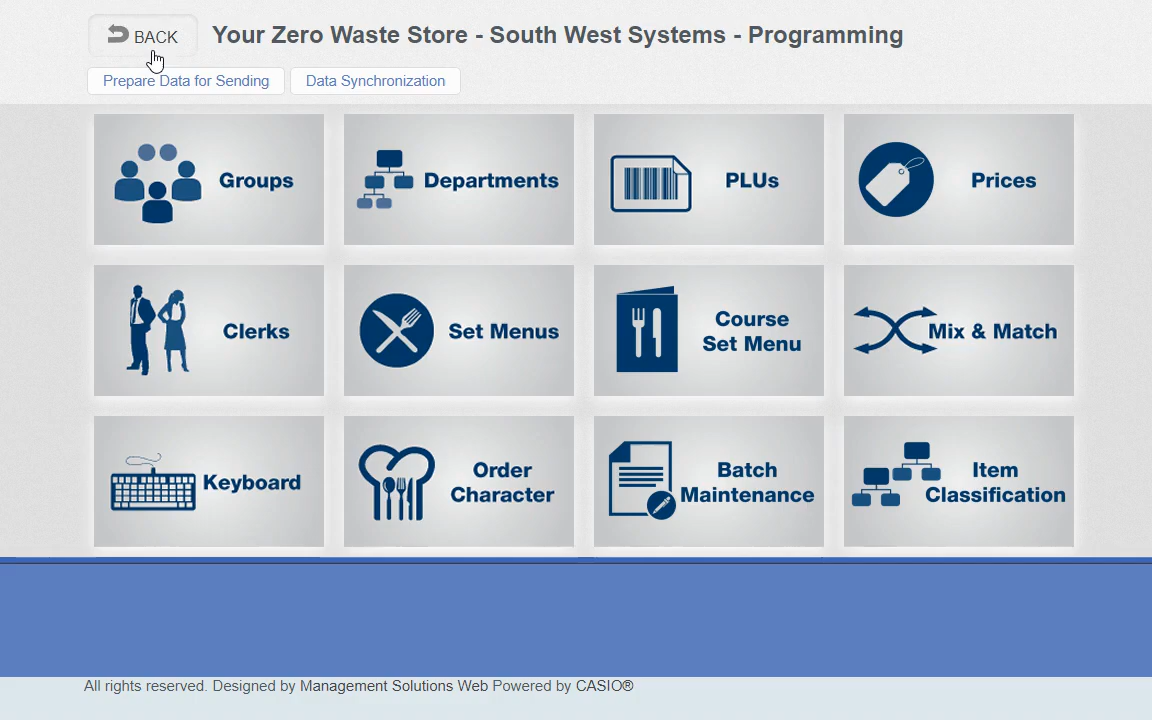 BACK
Your Zero Waste Store - South West Systems - Programming
Prepare Data for Sending
Data Synchronization
Groups
Departments
PLUs
Prices
Clerks
Set Menus
Course
Set Menu
Mix & Match
Keyboard
Order
Character
Batch
Maintenance
Item
Classification
All rights reserved. Designed by Management Solutions Web Powered by CASIO®